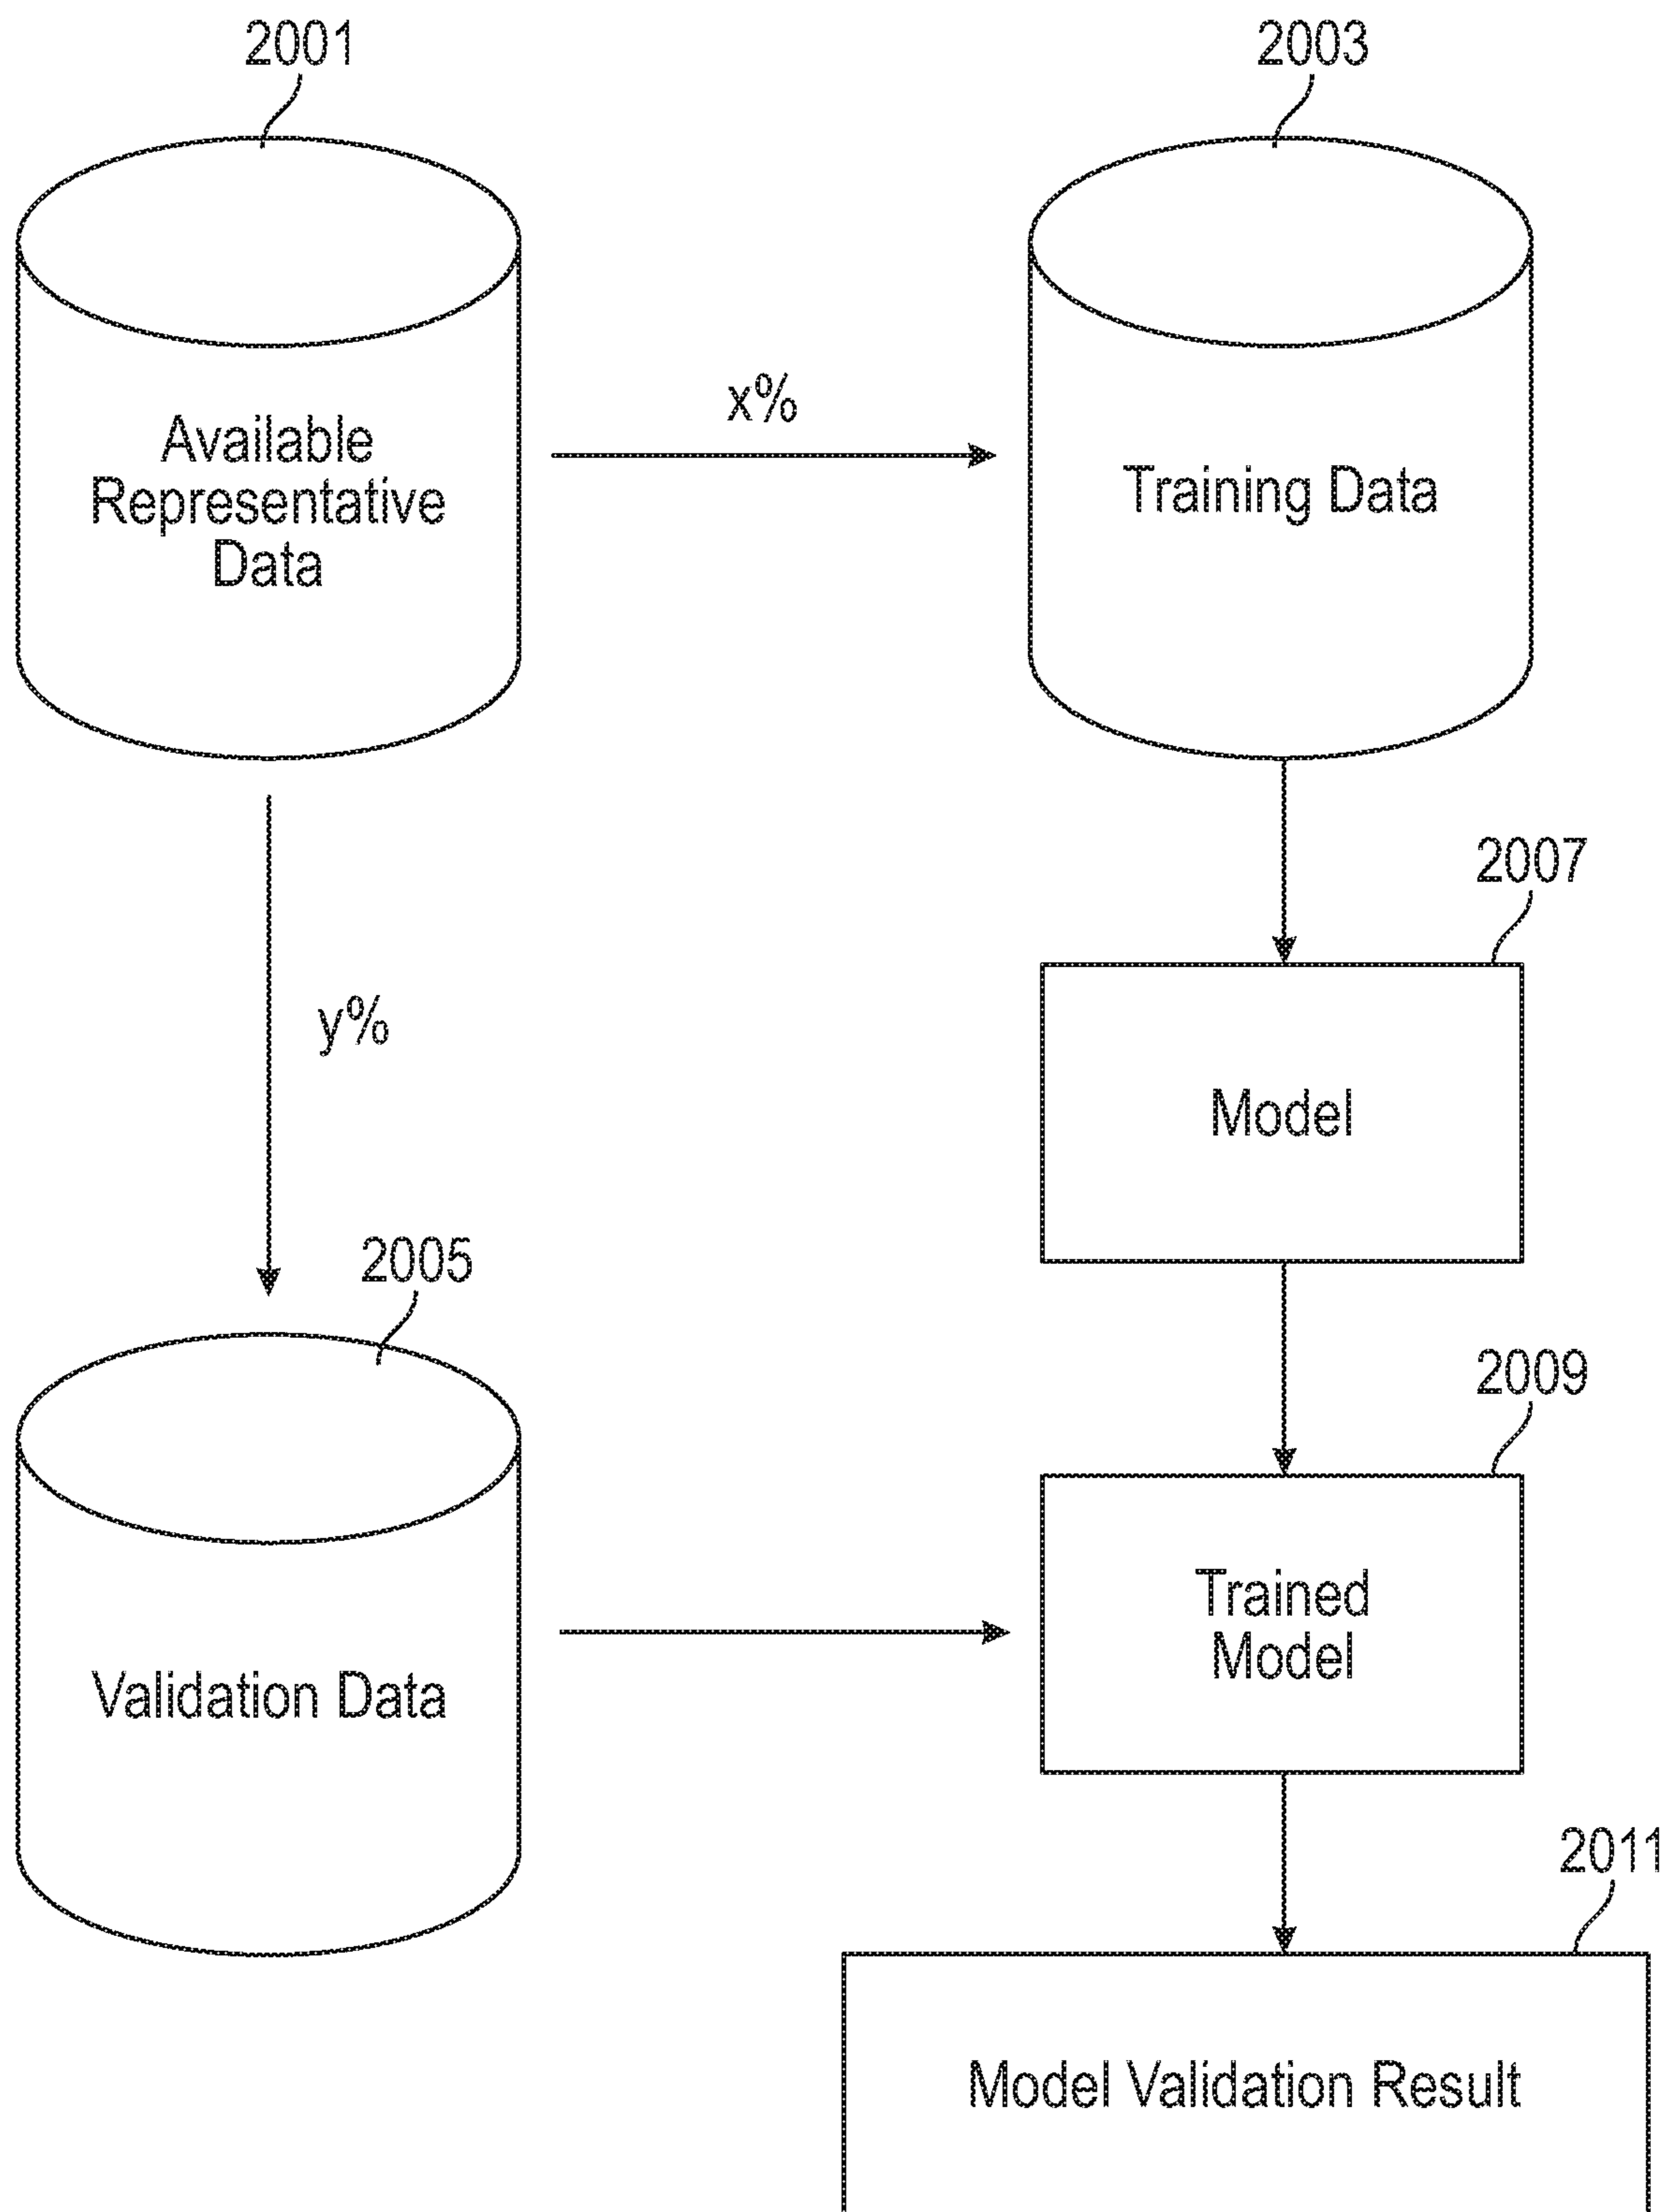 2001
2003
Available
Representative
Data
x%
Training Data
2007
y%
Model
2005
2009
Trained
Model
Validation Data
2011
Model Validation Result